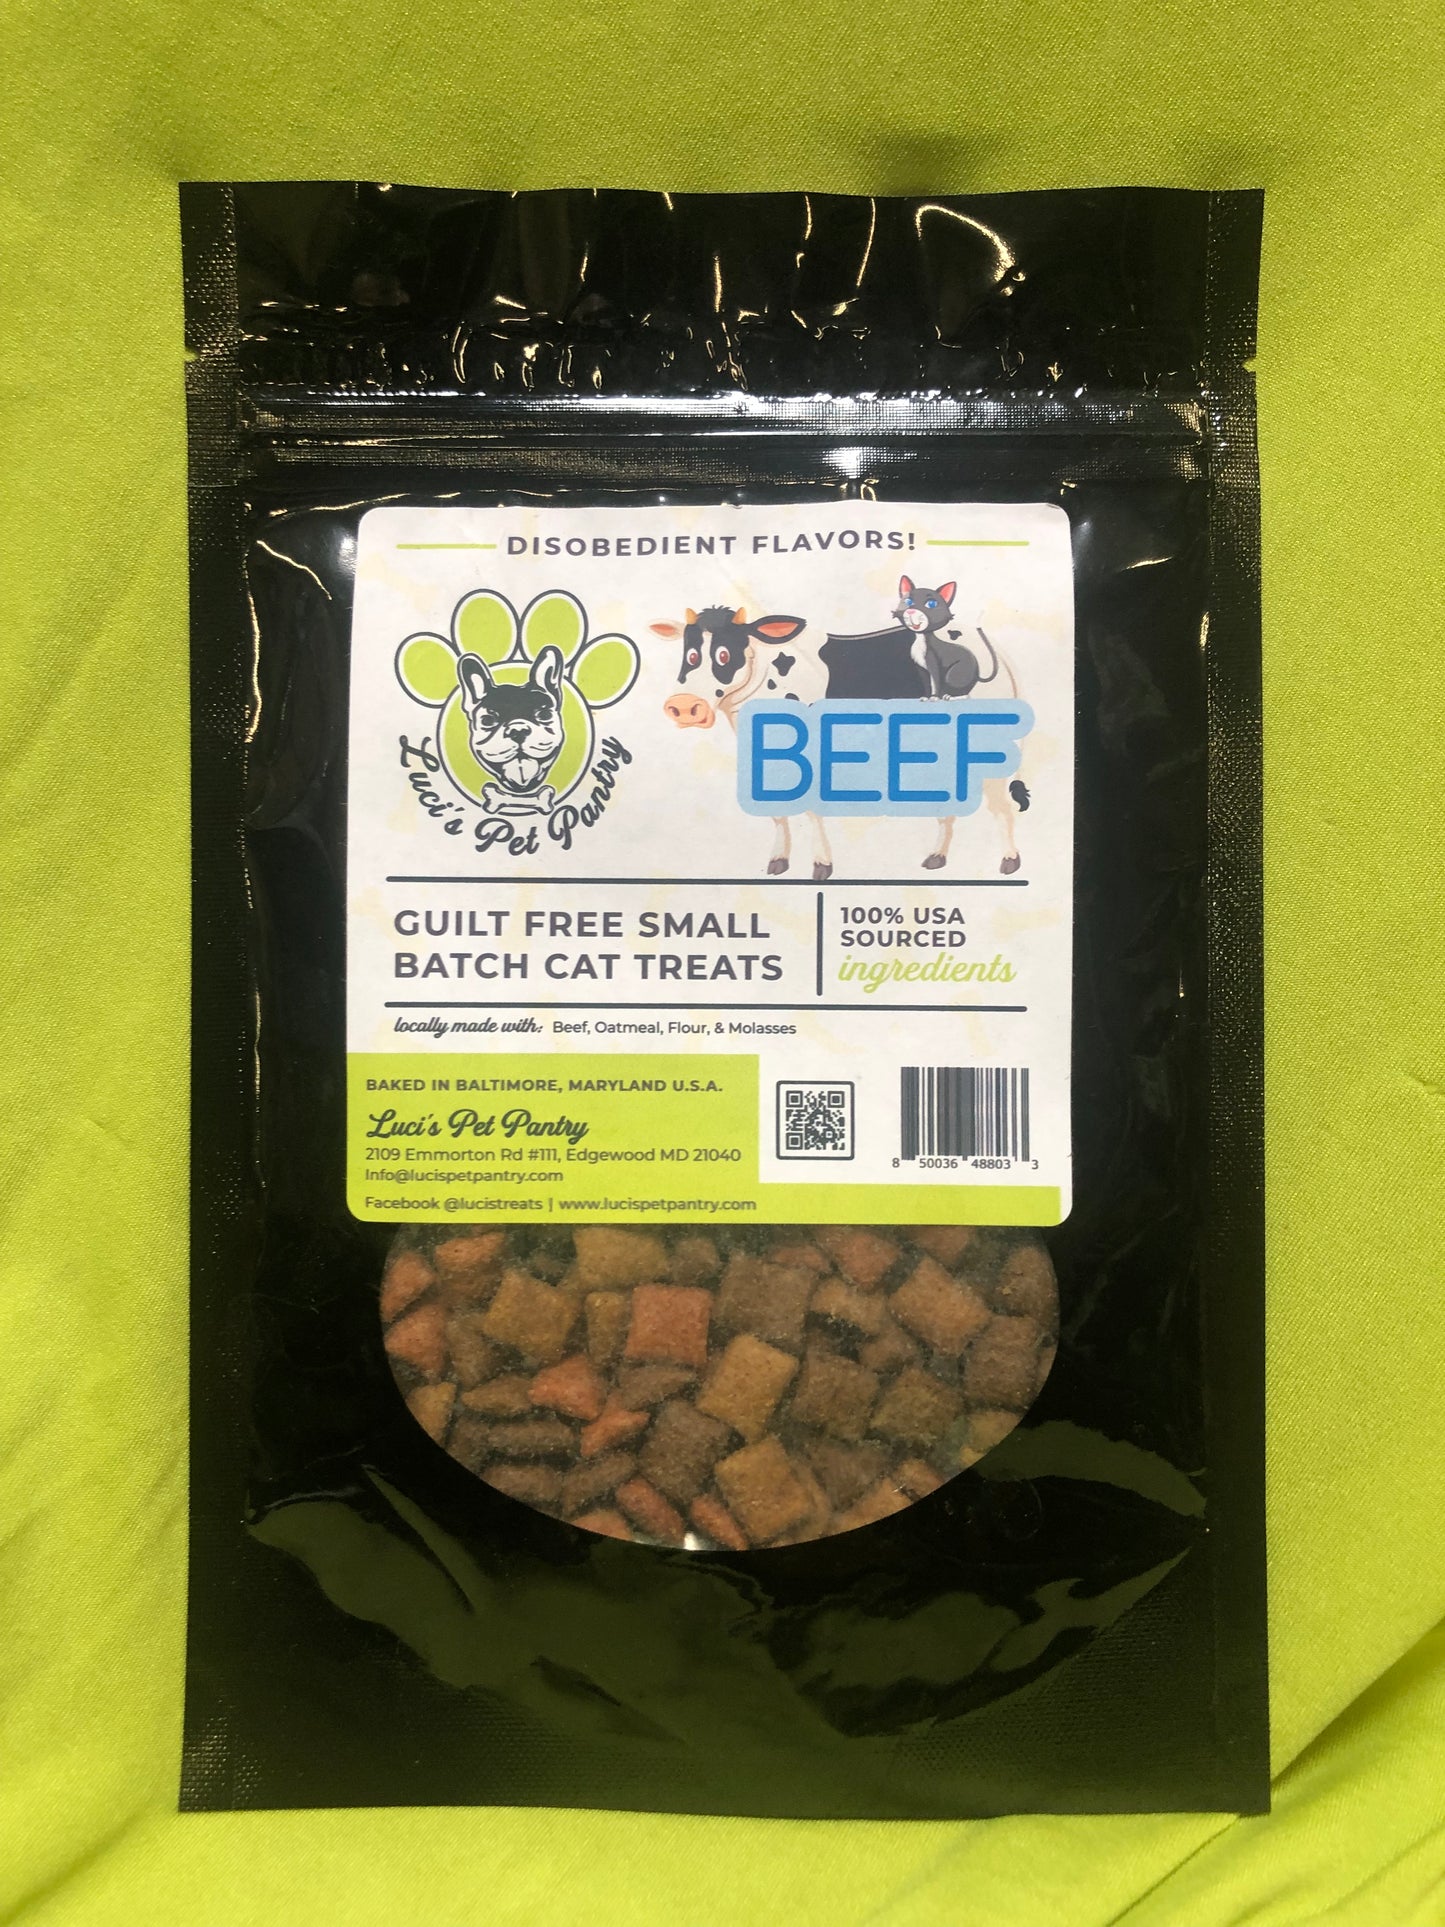 DISOBEDIENT FLAVORS!
Luci's Pet Pantry
BEEF
GUILT FREE SMALL
BATCH CAT TREATS
100% USA
SOURCED
ingredients
locally made with: Beef, Oatmeal, Flour, & Molasses
BAKED IN BALTIMORE, MARYLAND U.S.A.
Luci's Pet Pantry
2109 Emmorton Rd #111, Edgewood MD 21040
Info@lucispetpantry.com
Facebook @lucistreats | www.lucispetpantry.com
8 50036 48803 3